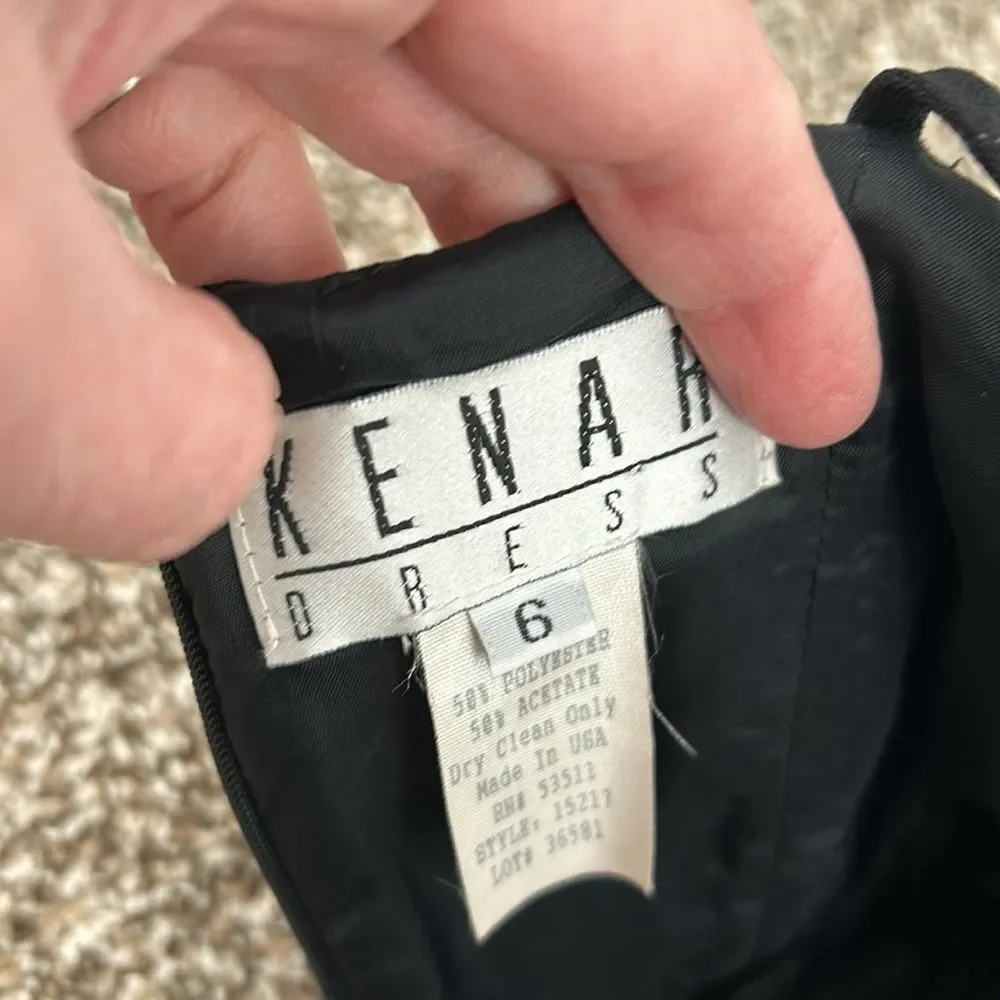 KENAR
DRESS
6
50% POLYESTER
50% ACETATE
Dry Clean Only
Made In USA
RN# 53511
STYLE: 15217
LOT# 36581